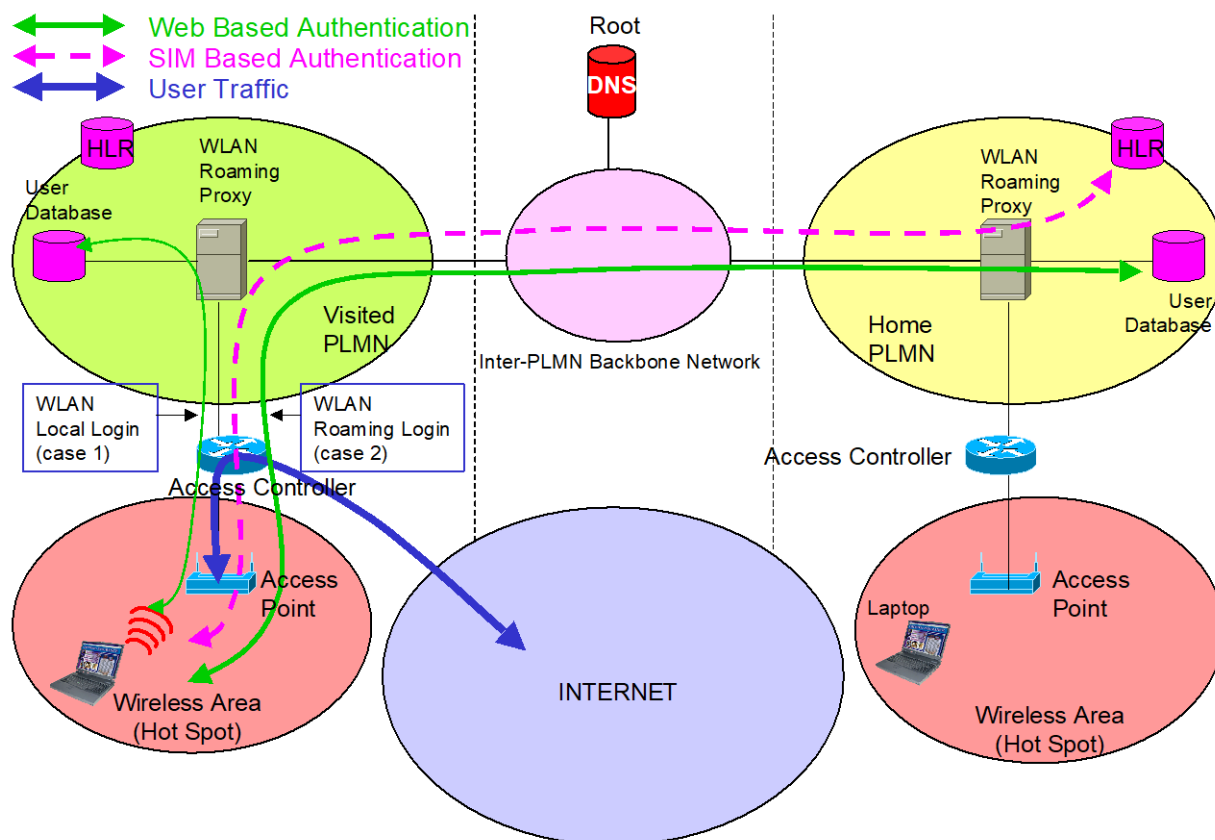 Web Based Authentication
SIM Based Authentication
User Traffic
Root
DNS
HLR
WLAN
Roaming
Proxy
User
Database
Visited
PLMN
Inter-PLMN Backbone Network
WLAN
Roaming
Proxy
HLR
User
Database
Home
PLMN
WLAN
Local Login
(case 1)
WLAN
Roaming Login
(case 2)
Access Controller
Access Controller
Access
Point
Wireless Area
(Hot Spot)
INTERNET
Laptop
Access
Point
Wireless Area
(Hot Spot)